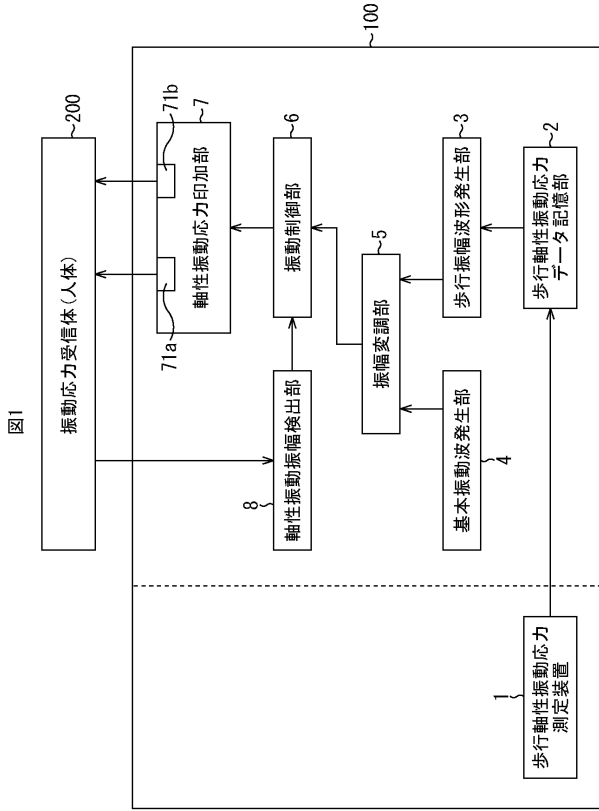 図1
振動応力受信体(人体)
200
100
71a
71b
軸性振動応力印加部
7
軸性振動振幅検出部
8
振動制御部
6
振幅変調部
5
基本振動波発生部
4
歩行振幅波形発生部
3
歩行軸性振動応力
測定装置
1
歩行軸性振動応力
データ記憶部
2